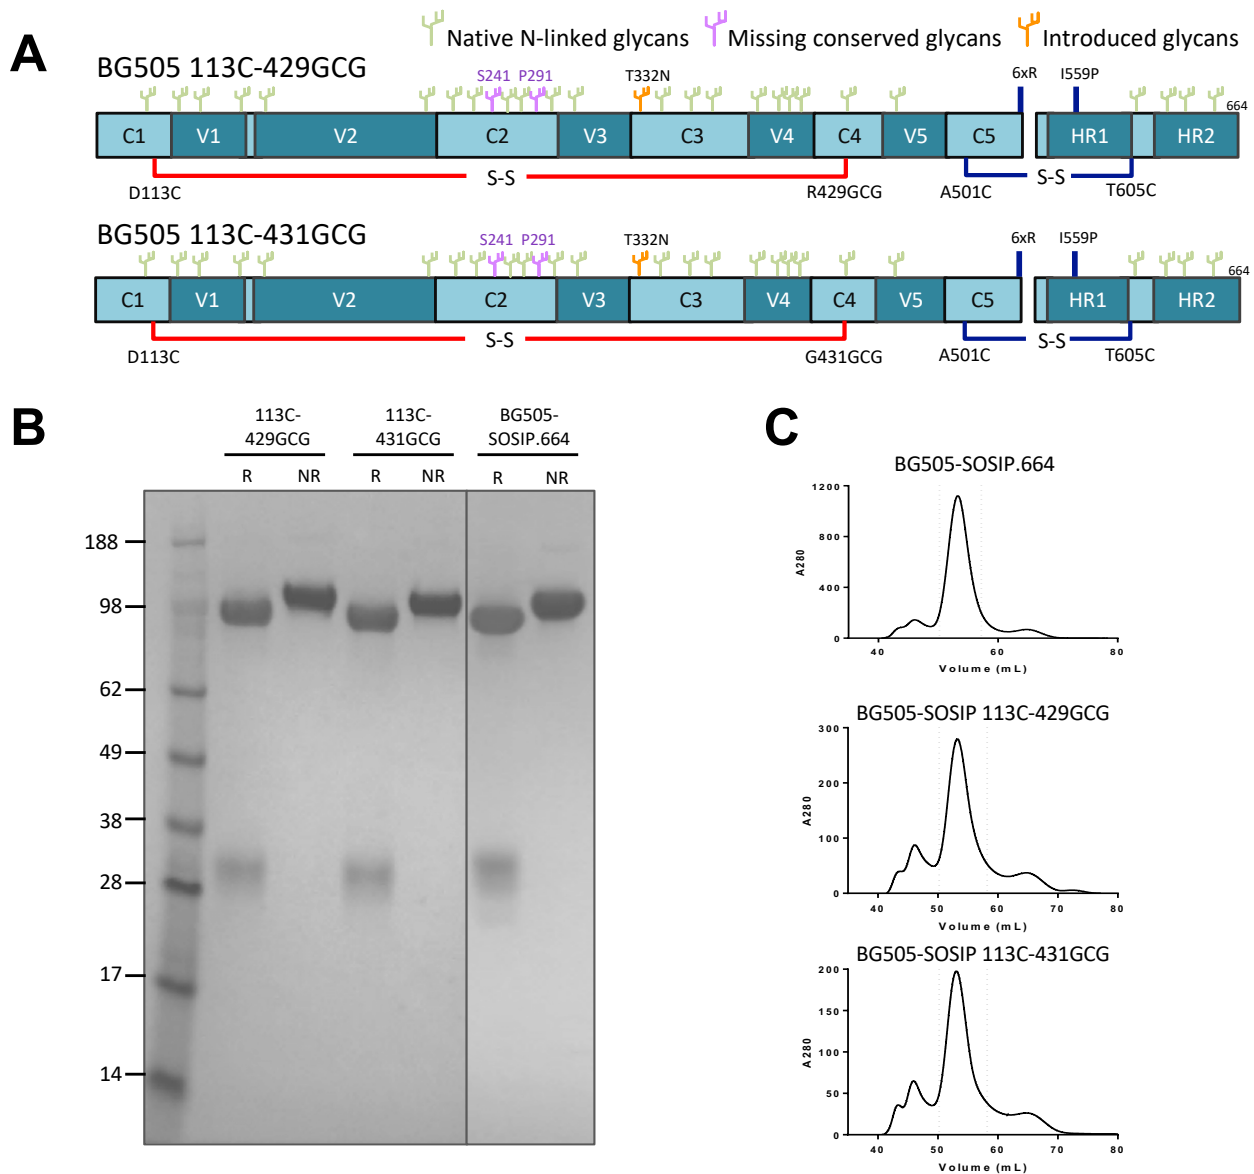 A
Native N-linked glycans Missing conserved glycans Introduced glycans
BG505 113C-429GCG
S241 P291 T332N 6xR I559P
664
C1 V1 V2 C2 V3 C3 V4 C4 V5 C5 HR1 HR2
S-S S-S
D113C R429GCG A501C T605C
BG505 113C-431GCG
S241 P291 T332N 6xR I559P
664
C1 V1 V2 C2 V3 C3 V4 C4 V5 C5 HR1 HR2
S-S S-S
D113C G431GCG A501C T605C
B
113C-
429GCG
113C-
431GCG
BG505-
SOSIP.664
R NR R NR R NR
188
98
62
49
38
28
17
14
C
BG505-SOSIP.664
1200
800
400
0
A280
40 60 80
Volume (mL)
BG505-SOSIP 113C-429GCG
300
200
100
0
A280
40 50 60 70 80
Volume (mL)
BG505-SOSIP 113C-431GCG
200
150
100
50
0
A280
40 50 60 70 80
Volume (mL)